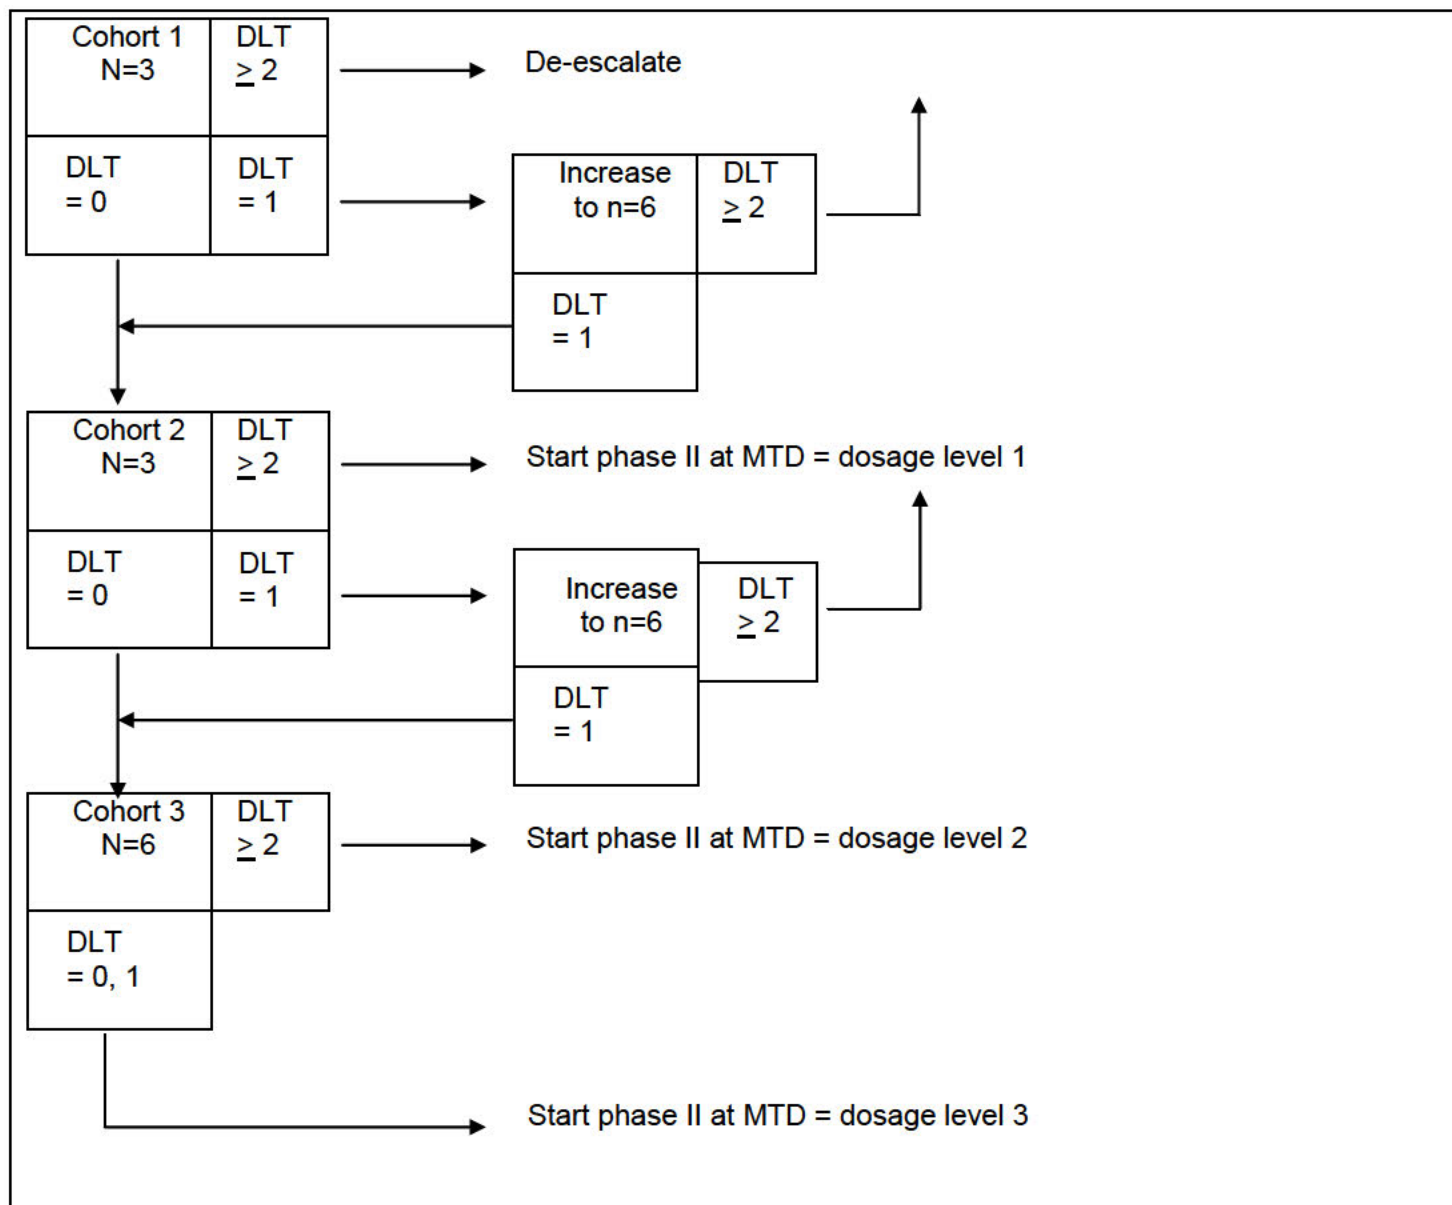 Cohort 1
N=3
DLT
≥ 2
De-escalate
DLT
= 0
DLT
= 1
Increase
to n=6
DLT
≥ 2
DLT
= 1
Cohort 2
N=3
DLT
≥ 2
Start phase II at MTD = dosage level 1
DLT
= 0
DLT
= 1
Increase
to n=6
DLT
≥ 2
DLT
= 1
Cohort 3
N=6
DLT
≥ 2
Start phase II at MTD = dosage level 2
DLT
= 0, 1
Start phase II at MTD = dosage level 3